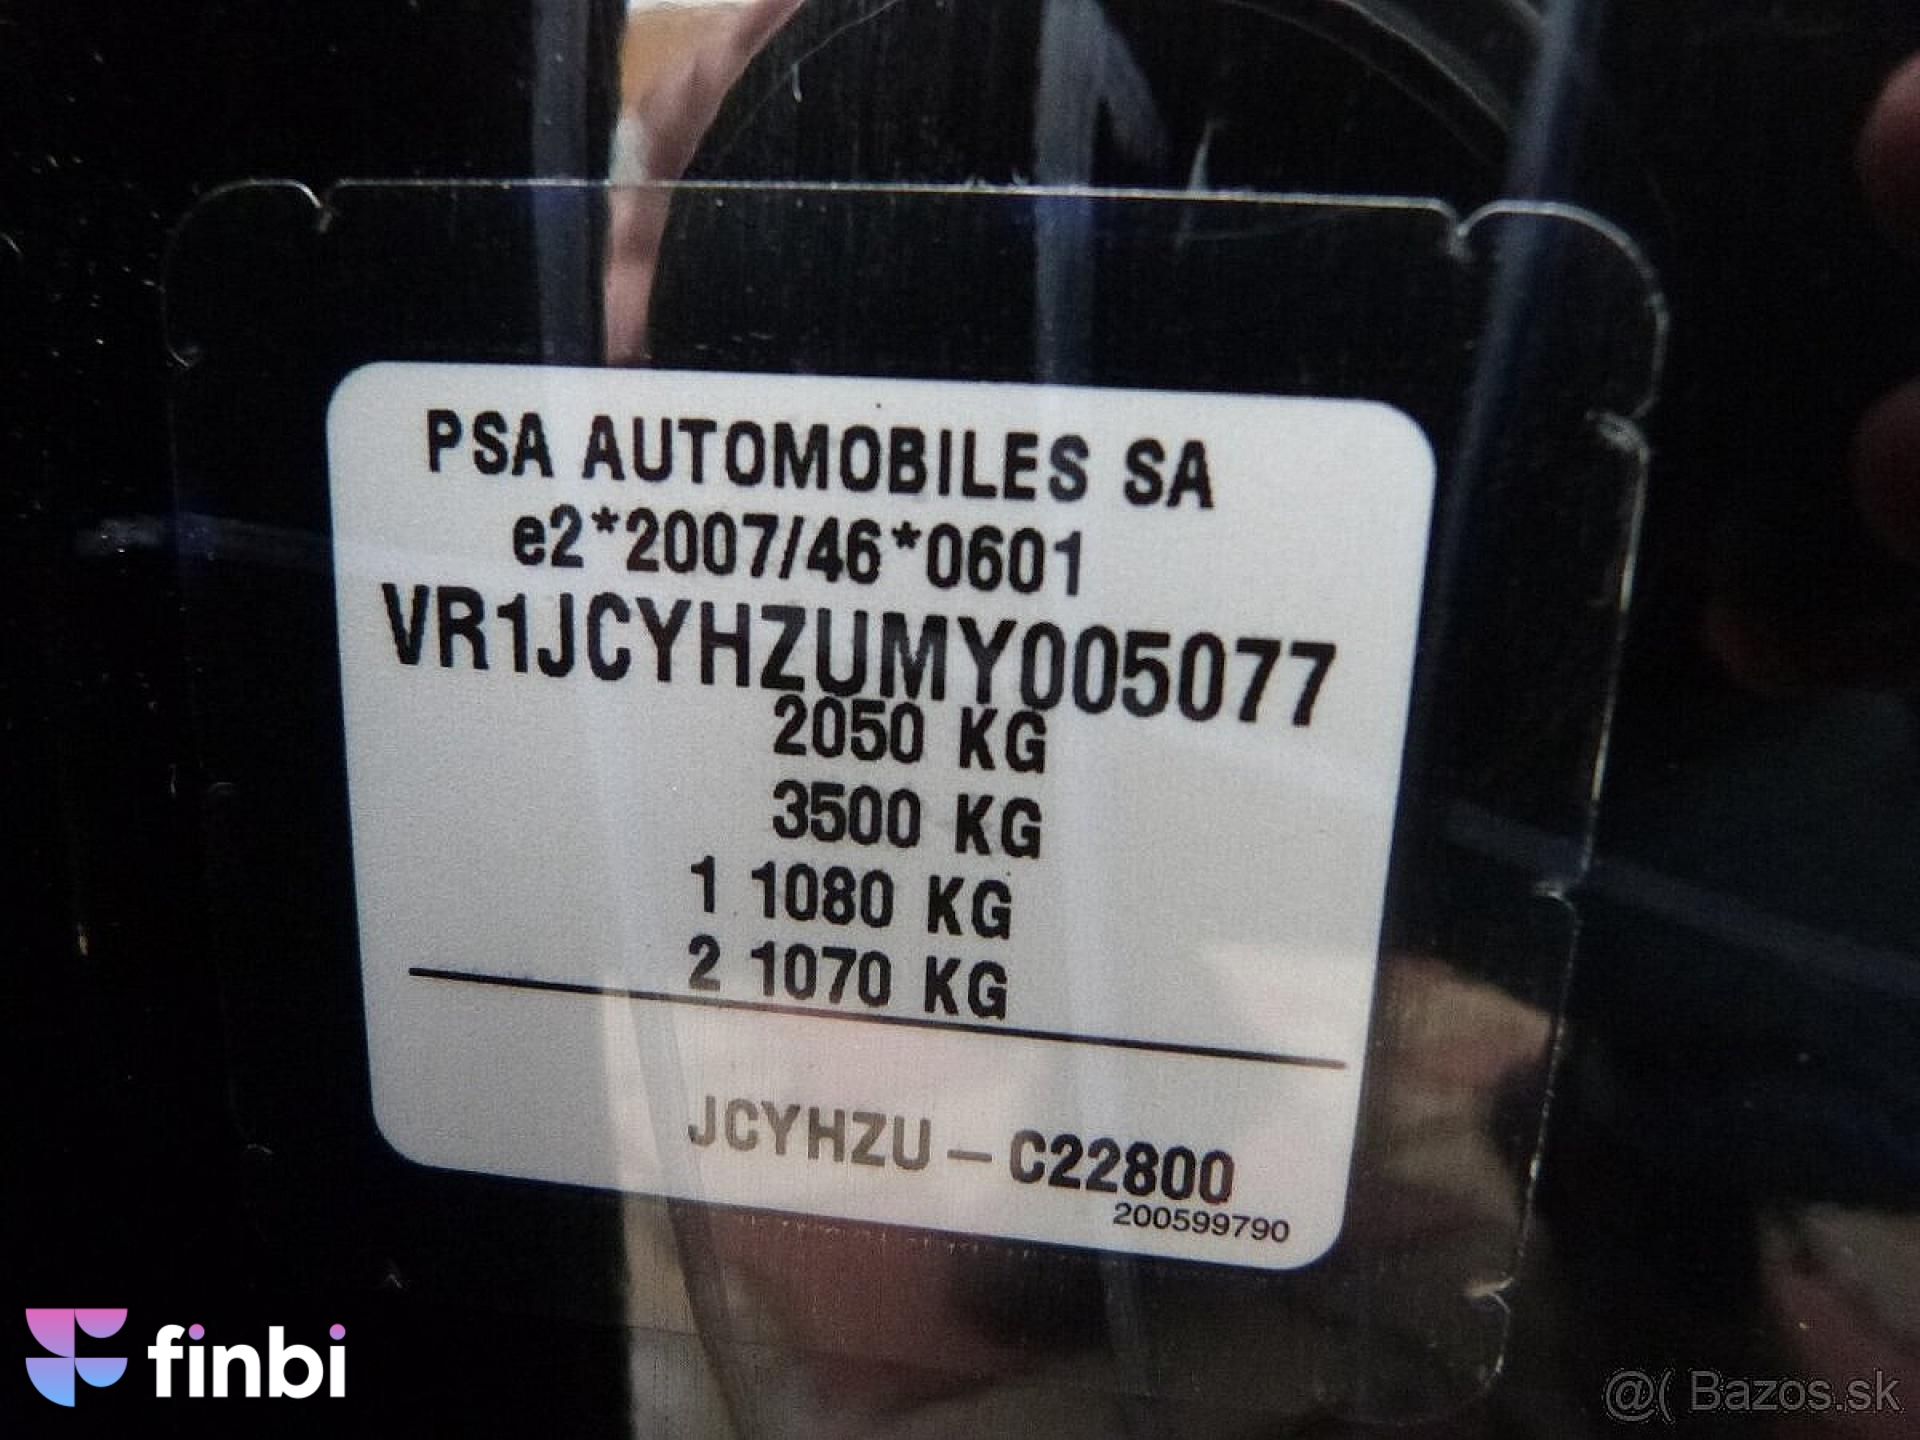 PSA AUTOMOBILES SA
e2*2007/46*0601
VR1JCYHZUMY005077
2050 KG
3500 KG
1 1080 KG
2 1070 KG
JCYHZU - C22800
200599790
finbi
@( Bazos.sk